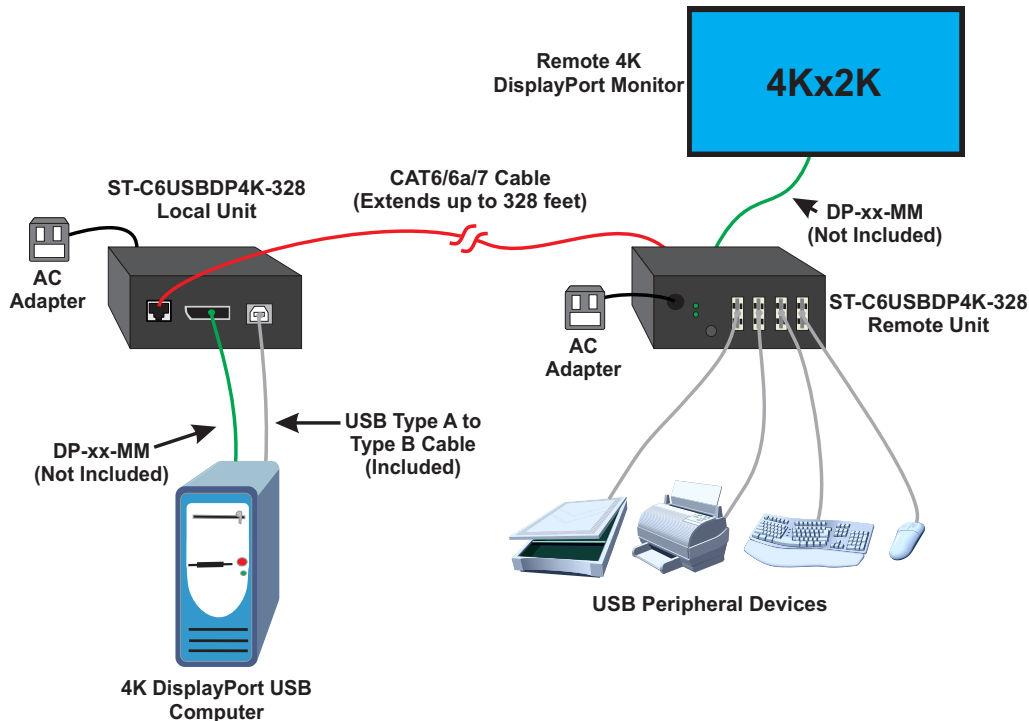 Remote 4K
DisplayPort Monitor
4Kx2K
ST-C6USBDP4K-328
Local Unit
CAT6/6a/7 Cable
(Extends up to 328 feet)
DP-xx-MM
(Not Included)
AC
Adapter
ST-C6USBDP4K-328
Remote Unit
AC
Adapter
USB Type A to
Type B Cable
(Included)
DP-xx-MM
(Not Included)
USB Peripheral Devices
4K DisplayPort USB
Computer